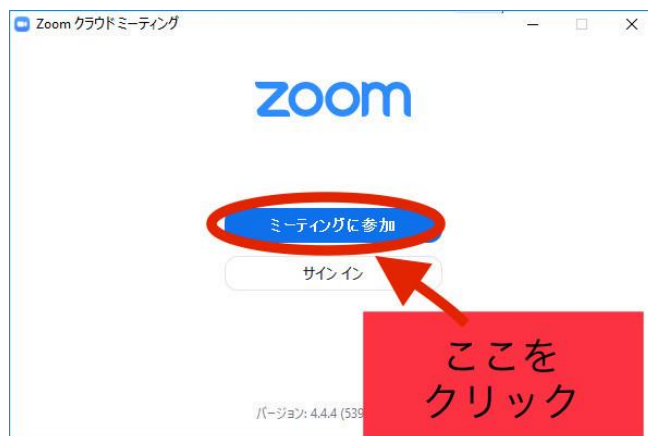 Zoom クラウド ミーティング
zoom
ミーティングに参加
サイン イン
ここを
クリック
バージョン: 4.4.4 (539